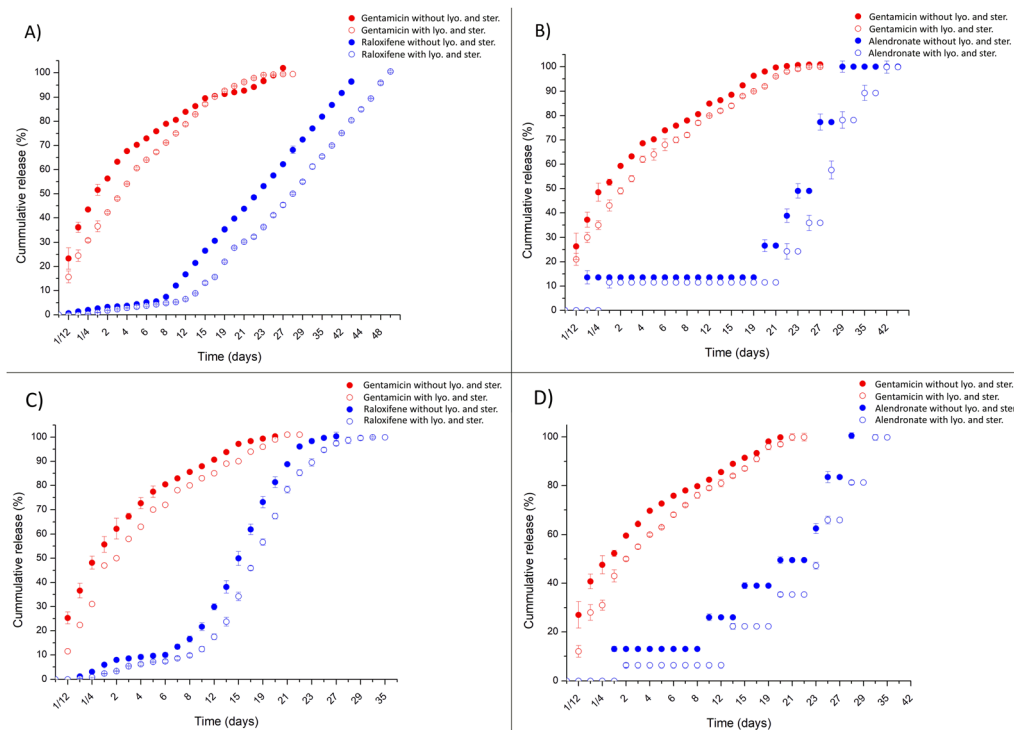 A)
Gentamicin without lyo. and ster.
Gentamicin with lyo. and ster.
Raloxifene without lyo. and ster.
Raloxifene with lyo. and ster.
Cummulative release (%)
100
90
80
70
60
50
40
30
20
10
0
1/12 1/4 2 4 6 8 12 15 19 23 27 29 35 42 44 48
Time (days)
B)
Gentamicin without lyo. and ster.
Gentamicin with lyo. and ster.
Alendronate without lyo. and ster.
Alendronate with lyo. and ster.
Cummulative release (%)
100
90
80
70
60
50
40
30
20
10
0
1/12 1/4 2 4 6 8 12 15 19 21 23 27 29 35 42
Time (days)
C)
Gentamicin without lyo. and ster.
Gentamicin with lyo. and ster.
Raloxifene without lyo. and ster.
Raloxifene with lyo. and ster.
Cummulative release (%)
100
90
80
70
60
50
40
30
20
10
0
1/12 1/4 2 4 6 8 12 15 19 21 23 27 29 35
Time (days)
D)
Gentamicin without lyo. and ster.
Gentamicin with lyo. and ster.
Alendronate without lyo. and ster.
Alendronate with lyo. and ster.
Cummulative release (%)
100
90
80
70
60
50
40
30
20
10
0
1/12 1/4 2 4 6 8 12 15 19 21 23 27 29 35 42
Time (days)